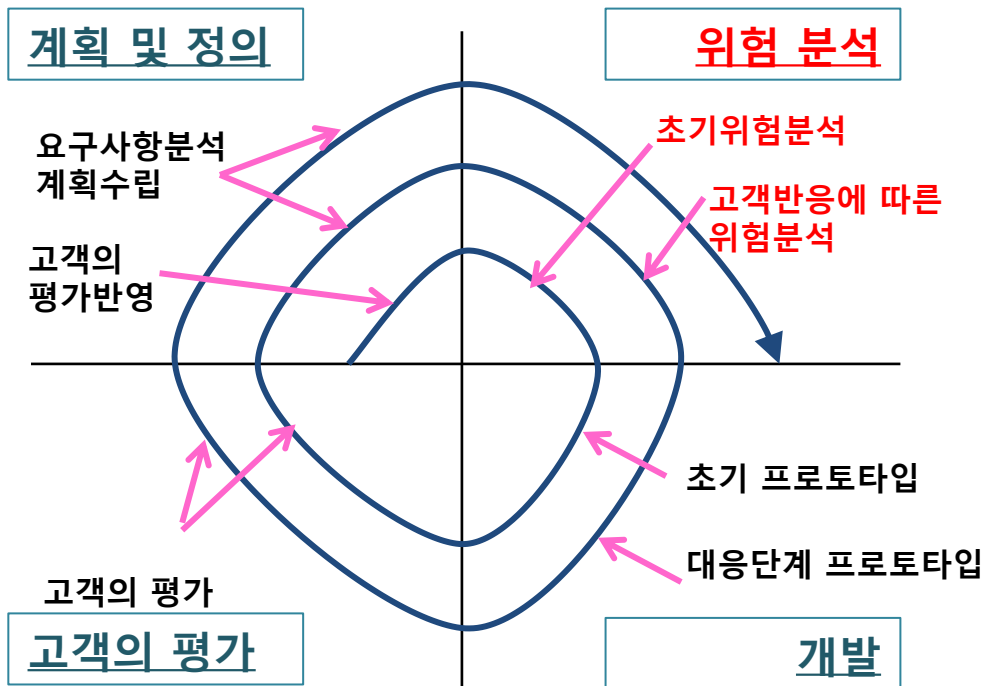 계획 및 정의
위험 분석
요구사항분석
계획수립
초기위험분석
고객반응에 따른
위험분석
고객의
평가반영
초기 프로토타입
대응단계 프로토타입
고객의 평가
고객의 평가
개발